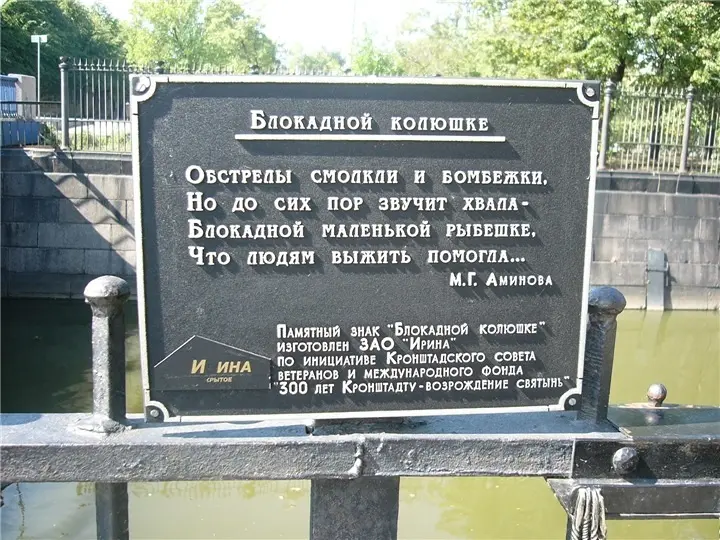 Блокадной колюшке
Обстрелы смолкли и бомбежки,
Но до сих пор звучит хвала-
Блокадной маленькой рыбешке,
Что людям выжить помогла...
М.Г. Аминова
Памятный знак "Блокадной колюшке"
изготовлен ЗАО "Ирина"
по инициативе Кронштадского совета
ветеранов и международного фонда
"300 лет Кронштадту-возрождение святынь"
И ина